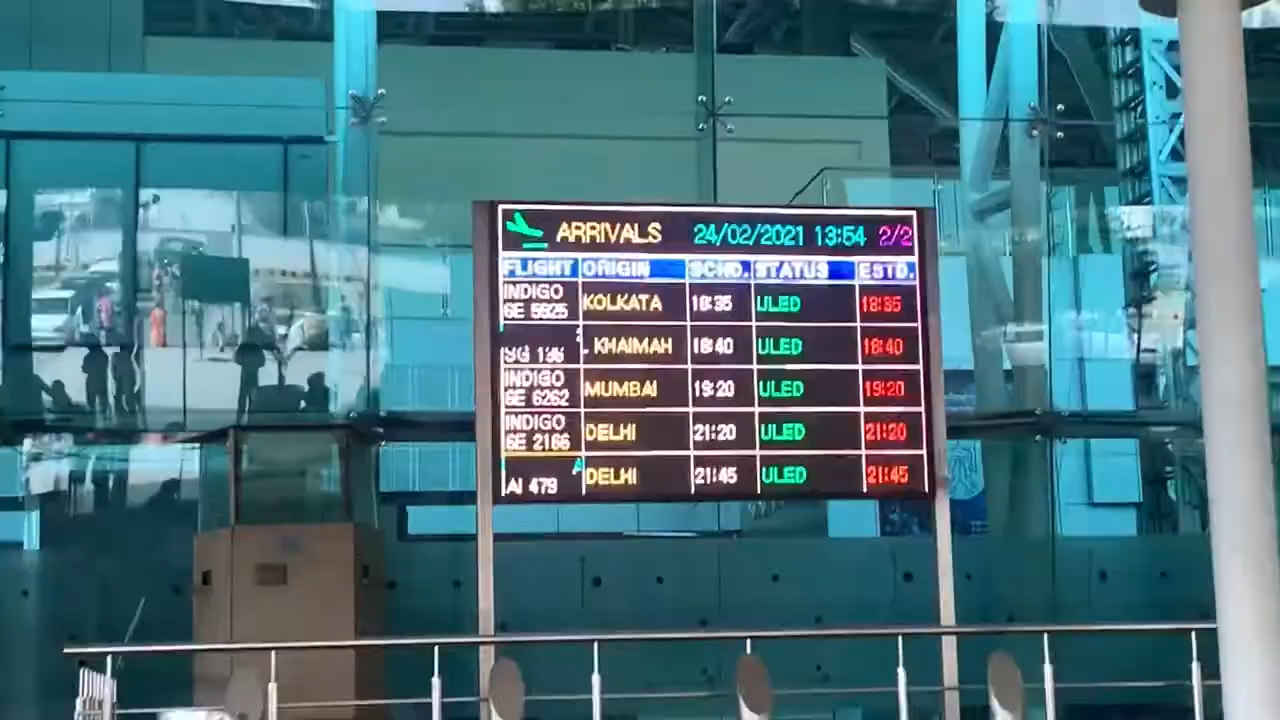 ARRIVALS 24/02/2021 13:54 2/2
FLIGHT ORIGIN SCHD. STATUS ESTD.
INDIGO
6E 5925 KOLKATA 18:35 ULED 18:35
SG 136 . KHAIMAH 18:40 ULED 18:40
INDIGO
6E 6262 MUMBAI 19:20 ULED 19:20
INDIGO
6E 2166 DELHI 21:20 ULED 21:20
AI 479 DELHI 21:45 ULED 21:45